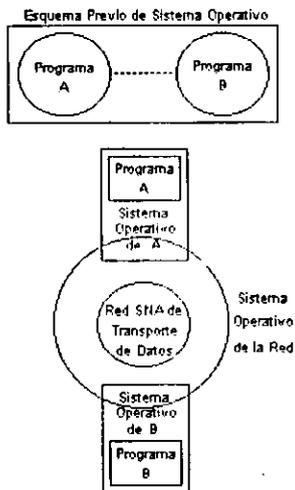 Esquema Previo de Sistema Operativo
Programa
A
Programa
B
Programa
A
Sistema
Operativo
de A
Red SNA de
Transporte
de Datos
Sistema
Operativo
de la Red
Sistema
Operativo
de B
Programa
B